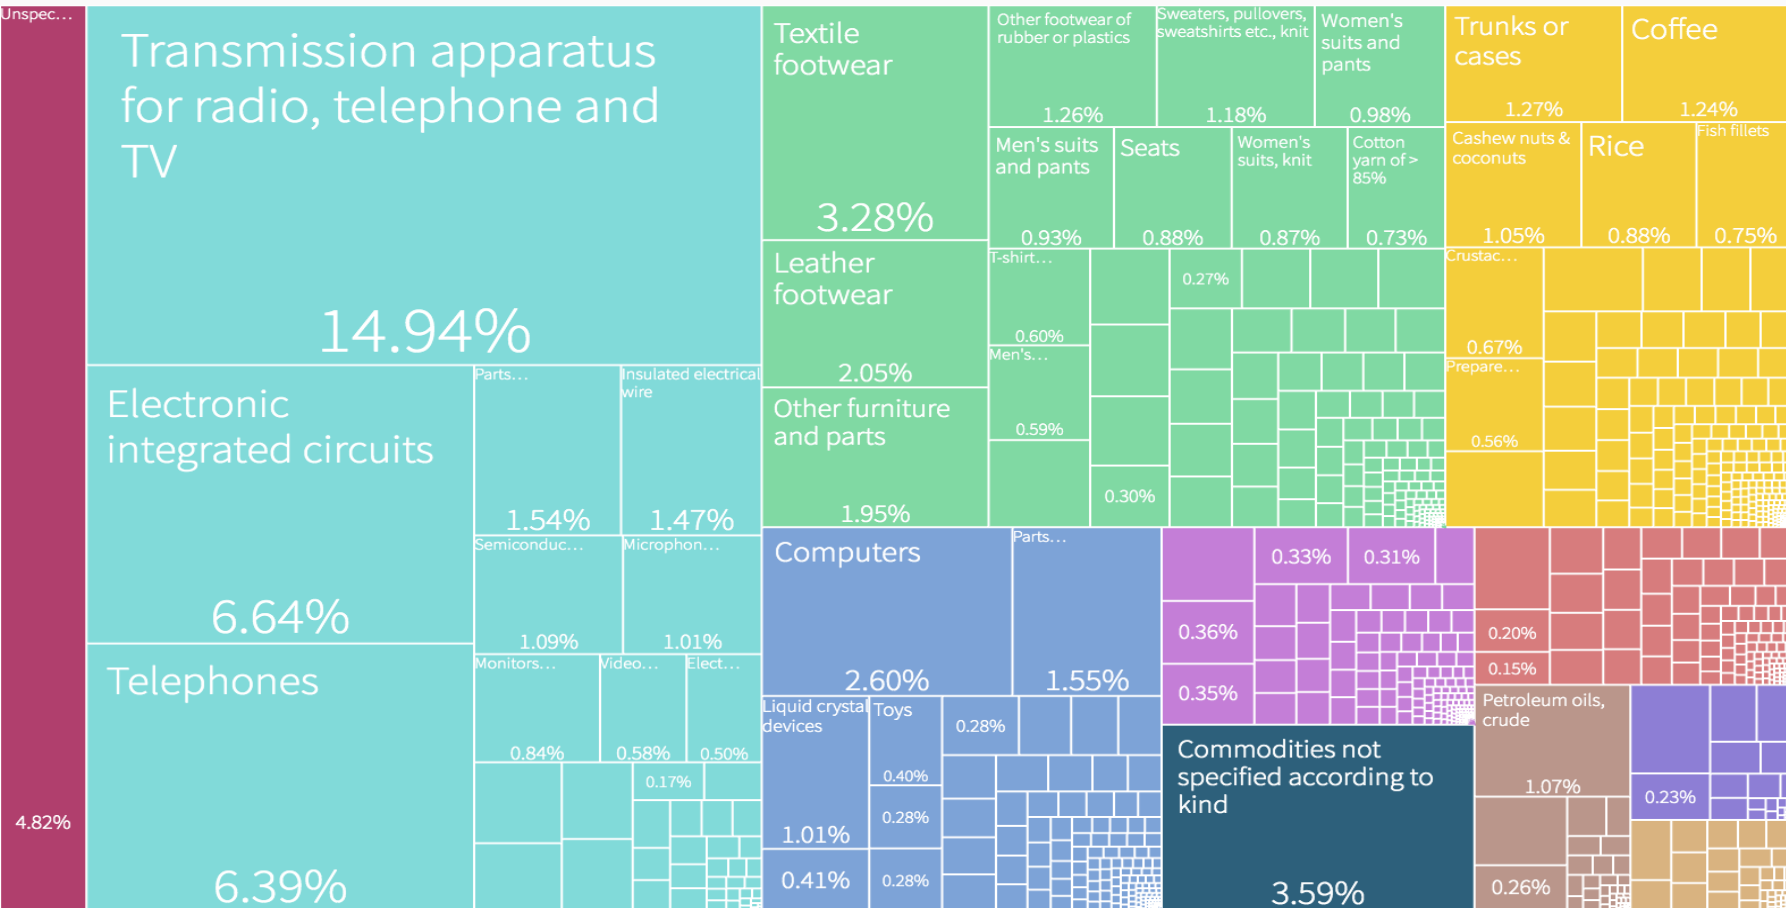 Unspec...
4.82%
Transmission apparatus
for radio, telephone and
TV
14.94%
Electronic
integrated circuits
6.64%
Telephones
6.39%
Parts...
1.54%
Insulated electrical
wire
1.47%
Semiconduc...
1.09%
Microphon...
1.01%
Monitors...
0.84%
Video...
0.58%
Elect...
0.50%
0.17%
Textile
footwear
3.28%
Leather
footwear
2.05%
Other furniture
and parts
1.95%
Other footwear of
rubber or plastics
1.26%
Sweaters, pullovers,
sweatshirts etc., knit
1.18%
Women's
suits and
pants
0.98%
Men's suits
and pants
0.93%
Seats
0.88%
Women's
suits, knit
0.87%
Cotton
yarn of >
85%
0.73%
T-shirt...
0.60%
Men's...
0.59%
0.27%
0.30%
Trunks or
cases
1.27%
Coffee
1.24%
Cashew nuts &
coconuts
1.05%
Rice
0.88%
Fish fillets
0.75%
Crustac...
0.67%
Prepare...
0.56%
Computers
2.60%
Parts...
1.55%
Liquid crystal
devices
1.01%
Toys
0.40%
0.28%
0.28%
0.41%
0.28%
0.33%
0.31%
0.36%
0.35%
Commodities not
specified according to
kind
3.59%
0.20%
0.15%
Petroleum oils,
crude
1.07%
0.26%
0.23%